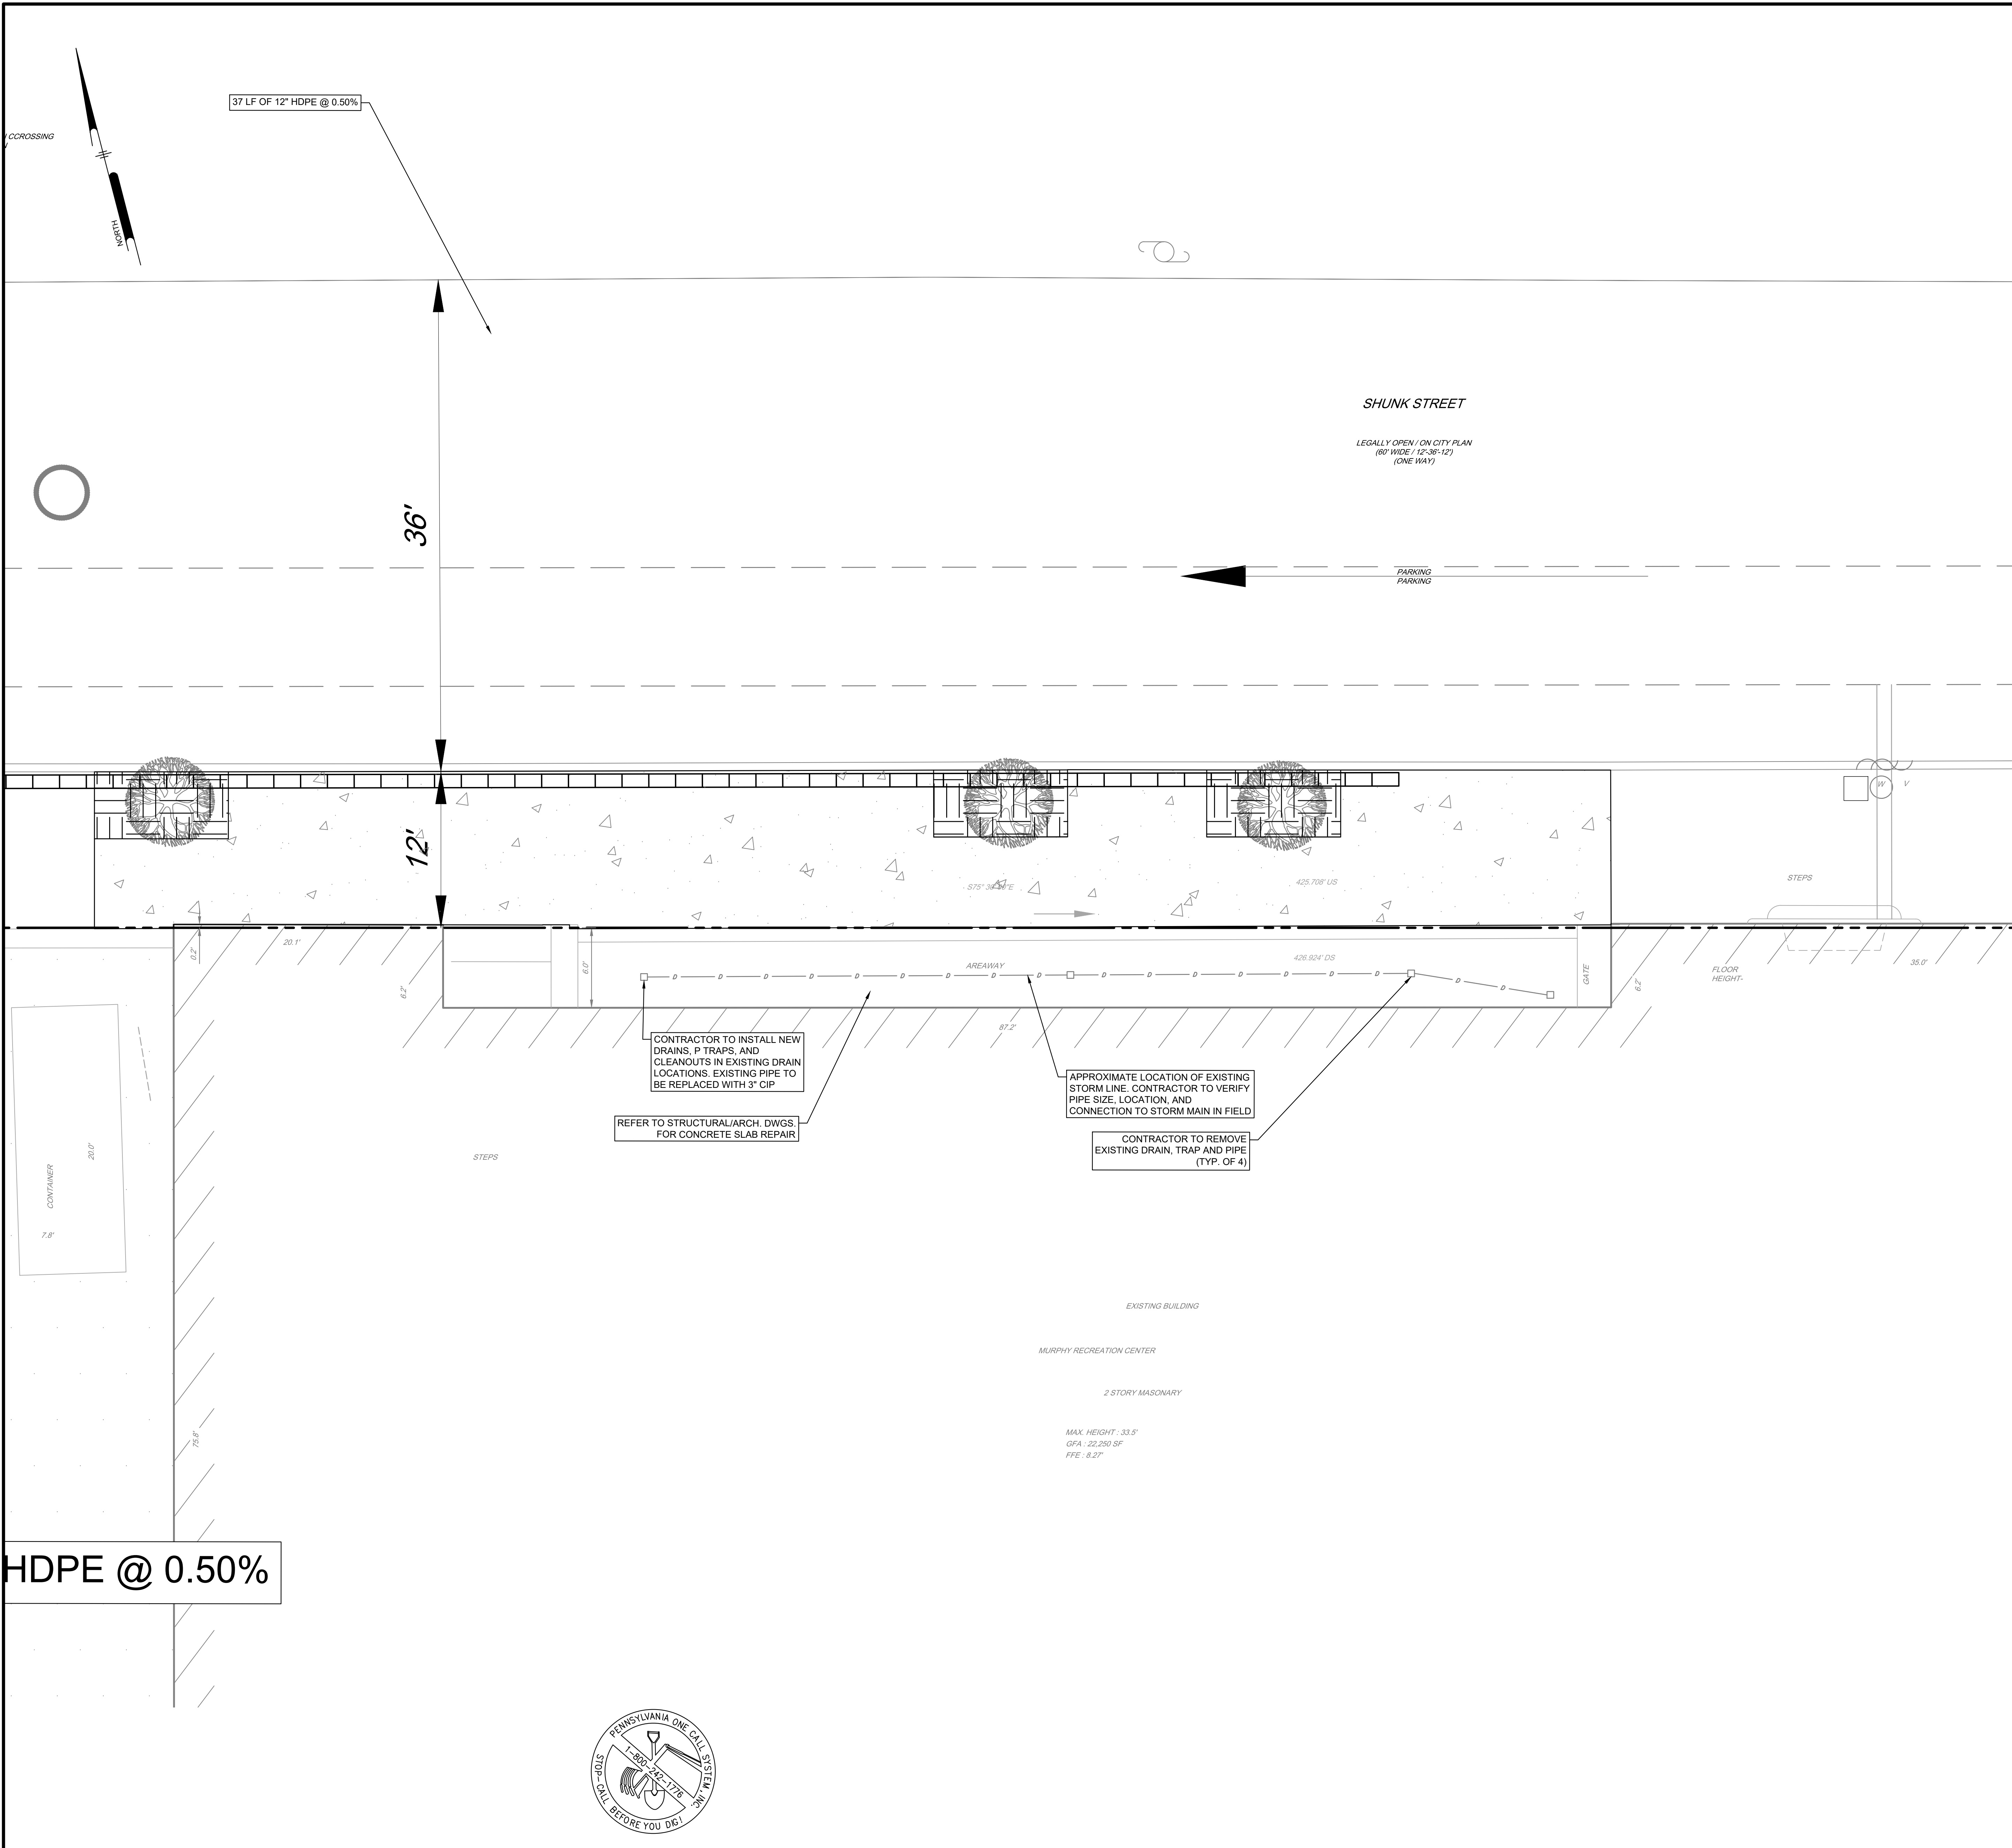 37 LF OF 12" HDPE @ 0.50%
CCROSSING
NORTH
SHUNK STREET
LEGALLY OPEN / ON CITY PLAN
(60' WIDE / 12'-36'-12')
(ONE WAY)
36'
PARKING
PARKING
W
V
12'
S75°
425.708' US
STEPS
0.2'
20.1'
6.2'
6.0'
AREAWAY
426.924' DS
GATE
6.2'
FLOOR
HEIGHT-
35.0'
D D D D D D D D D D D D D D D D D D
87.2'
CONTRACTOR TO INSTALL NEW
DRAINS, P TRAPS, AND
CLEANOUTS IN EXISTING DRAIN
LOCATIONS. EXISTING PIPE TO
BE REPLACED WITH 3" CIP
APPROXIMATE LOCATION OF EXISTING
STORM LINE. CONTRACTOR TO VERIFY
PIPE SIZE, LOCATION, AND
CONNECTION TO STORM MAIN IN FIELD
REFER TO STRUCTURAL/ARCH. DWGS.
FOR CONCRETE SLAB REPAIR
CONTRACTOR TO REMOVE
EXISTING DRAIN, TRAP AND PIPE
(TYP. OF 4)
STEPS
20.0'
CONTAINER
7.8'
EXISTING BUILDING
MURPHY RECREATION CENTER
2 STORY MASONARY
MAX. HEIGHT : 33.5'
GFA : 22,250 SF
FFE : 8.27'
75.8'
HDPE @ 0.50%
PENNSYLVANIA ONE CALL SYSTEM, INC.
1-800-242-1776
STOP-CALL BEFORE YOU DIG!